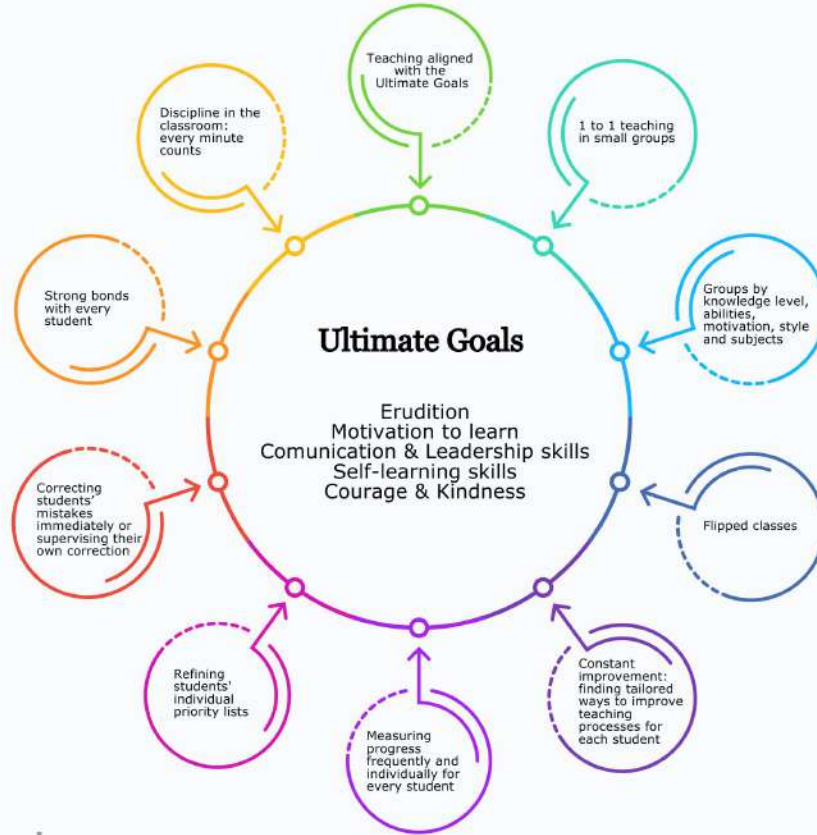 Teaching aligned
with the
Ultimate Goals
Discipline in the
classroom:
every minute
counts
1 to 1 teaching
in small groups
Strong bonds
with every
student
Groups by
knowledge level,
abilities,
motivation, style
and subjects
Ultimate Goals
Erudition
Motivation to learn
Comunication & Leadership skills
Self-learning skills
Courage & Kindness
Correcting
students'
mistakes
immediately or
supervising their
own correction
Flipped classes
Refining
students'
individual
priority lists
Measuring
progress
frequently and
individually for
every student
Constant
improvement:
finding tailored
ways to improve
teaching
processes for
each student